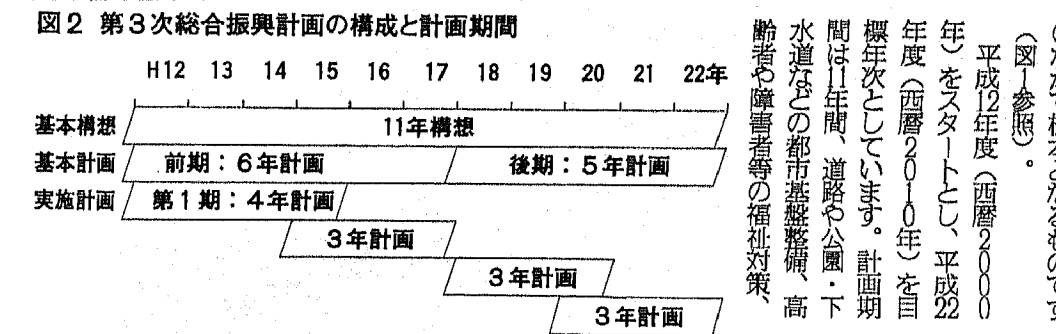 図2 第3次総合振興計画の構成と計画期間
H12 13 14 15 16 17 18 19 20 21 22年
基本構想 11年構想
基本計画 前期:6年計画 後期:5年計画
実施計画 第1期:4年計画
3年計画
3年計画
3年計画
(図1参照)。
平成12年度(西暦2000
年)をスタートとし、平成22
年度(西暦2010年)を目
標年次としています。計画期
間は11年間、道路や公園・下
水道などの都市基盤整備、高
齢者や障害者等の福祉対策、